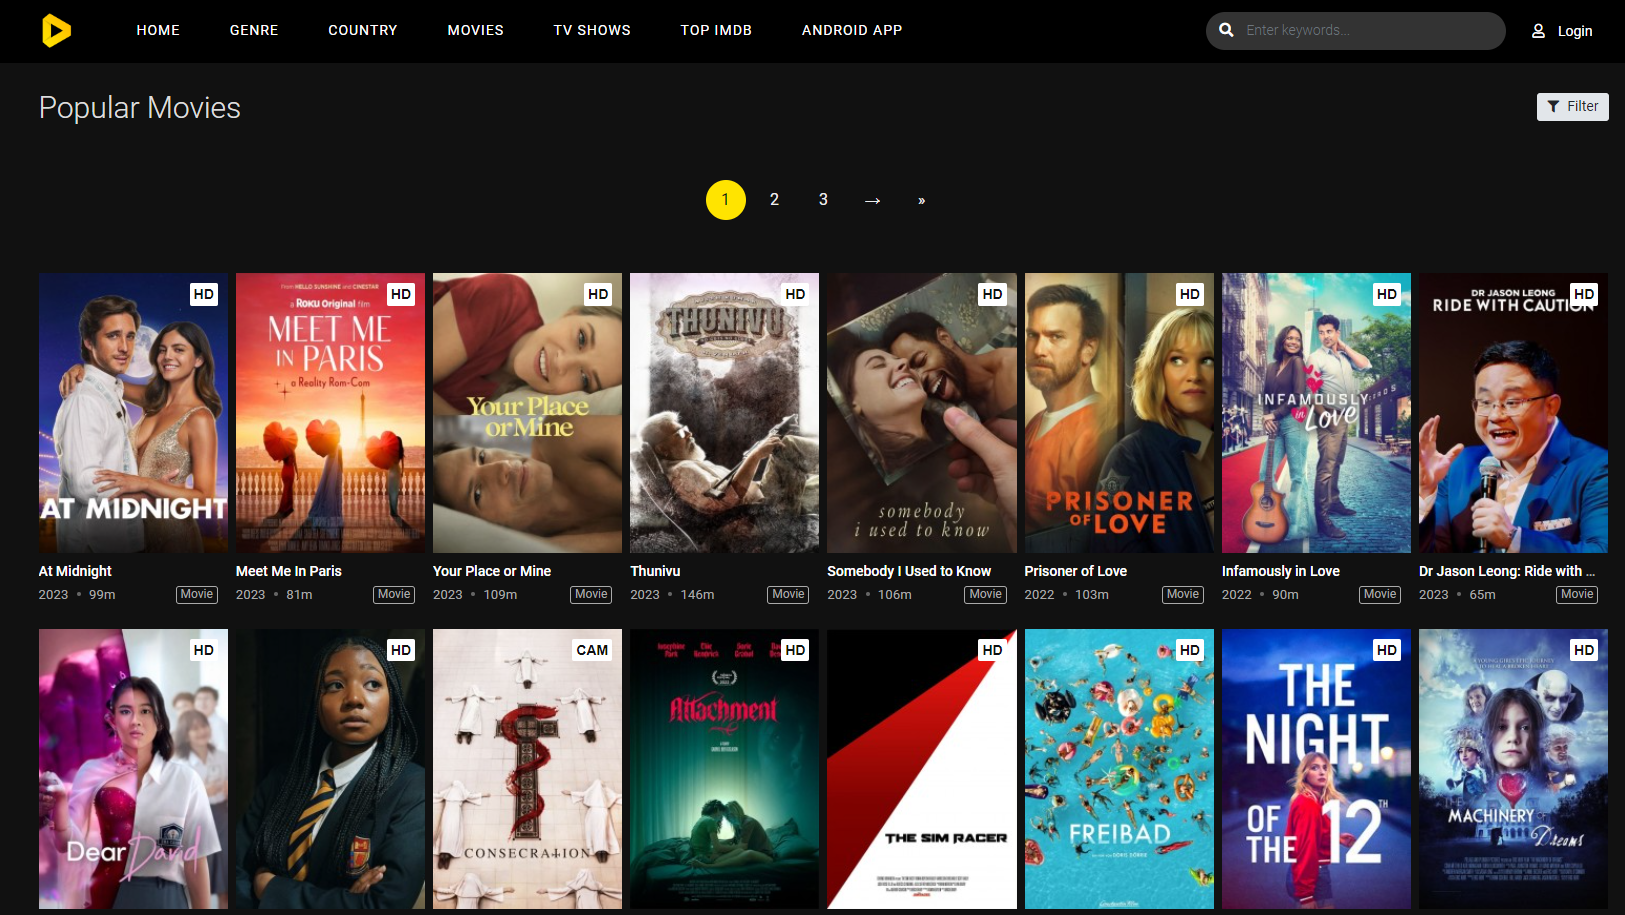 HOME GENRE COUNTRY MOVIES TV SHOWS TOP IMDB ANDROID APP Enter keywords... Login
Popular Movies
Filter
1 2 3 → »
HD
AT MIDNIGHT
HD
From HELLO SUNSHINE and CINESTAR
a Roku Original film
MEET ME
IN PARIS
a Reality Rom-Com
HD
Your Place
or Mine
HD
THUNIVU
HD
somebody
i used to know
HD
PRISONER
OF LOVE
HD
INFAMOUSLY
in Love
HD
DR JASON LEONG
RIDE WITH CAUTION
At Midnight
2023 • 99m Movie
Meet Me In Paris
2023 • 81m Movie
Your Place or Mine
2023 • 109m Movie
Thunivu
2023 • 146m Movie
Somebody I Used to Know
2023 • 106m Movie
Prisoner of Love
2022 • 103m Movie
Infamously in Love
2022 • 90m Movie
Dr Jason Leong: Ride with ...
2023 • 65m Movie
HD
Dear David
HD
CAM
CONSECRATION
HD
Attachment
HD
THE SIM RACER
HD
FREIBAD
HD
THE
NIGHT
OF
THE 12TH
HD
THE
MACHINERY
of Dreams